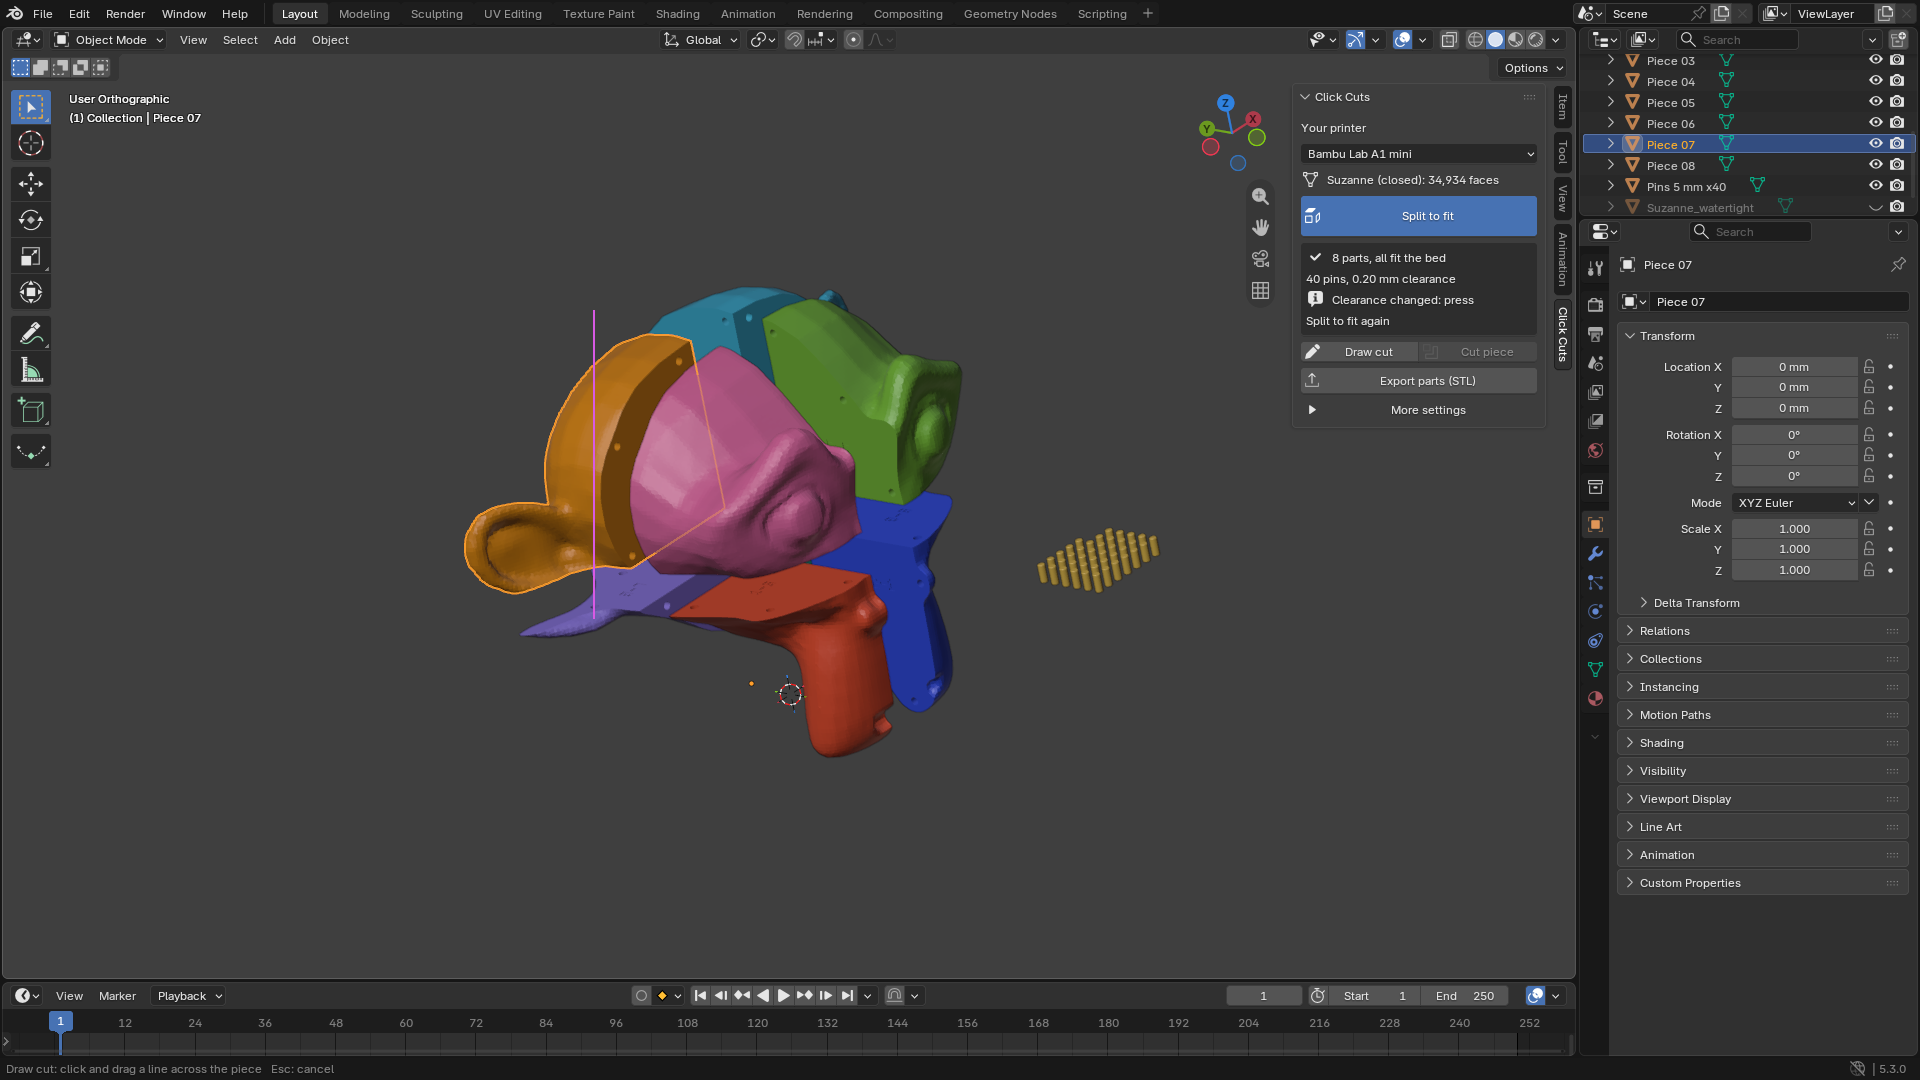 File Edit Render Window Help
Layout Modeling Sculpting UV Editing Texture Paint Shading Animation Rendering Compositing Geometry Nodes Scripting +
Scene
ViewLayer
Object Mode View Select Add Object
Global
Search
Options
User Orthographic
(1) Collection | Piece 07
Z
Y
X
Click Cuts
Your printer
Bambu Lab A1 mini
Suzanne (closed): 34,934 faces
Split to fit
8 parts, all fit the bed
40 pins, 0.20 mm clearance
Clearance changed: press
Split to fit again
Draw cut
Cut piece
Export parts (STL)
More settings
Item
Tool
View
Animation
Click Cuts
Piece 03
Piece 04
Piece 05
Piece 06
Piece 07
Piece 08
Pins 5 mm x40
Suzanne_watertight
Search
Piece 07
Piece 07
Transform
Location X 0 mm
Y 0 mm
Z 0 mm
Rotation X 0°
Y 0°
Z 0°
Mode XYZ Euler
Scale X 1.000
Y 1.000
Z 1.000
Delta Transform
Relations
Collections
Instancing
Motion Paths
Shading
Visibility
Viewport Display
Line Art
Animation
Custom Properties
View Marker Playback
1
Start 1
End 250
1 12 24 36 48 60 72 84 96 108 120 132 144 156 168 180 192 204 216 228 240 252
Draw cut: click and drag a line across the piece Esc: cancel
5.3.0